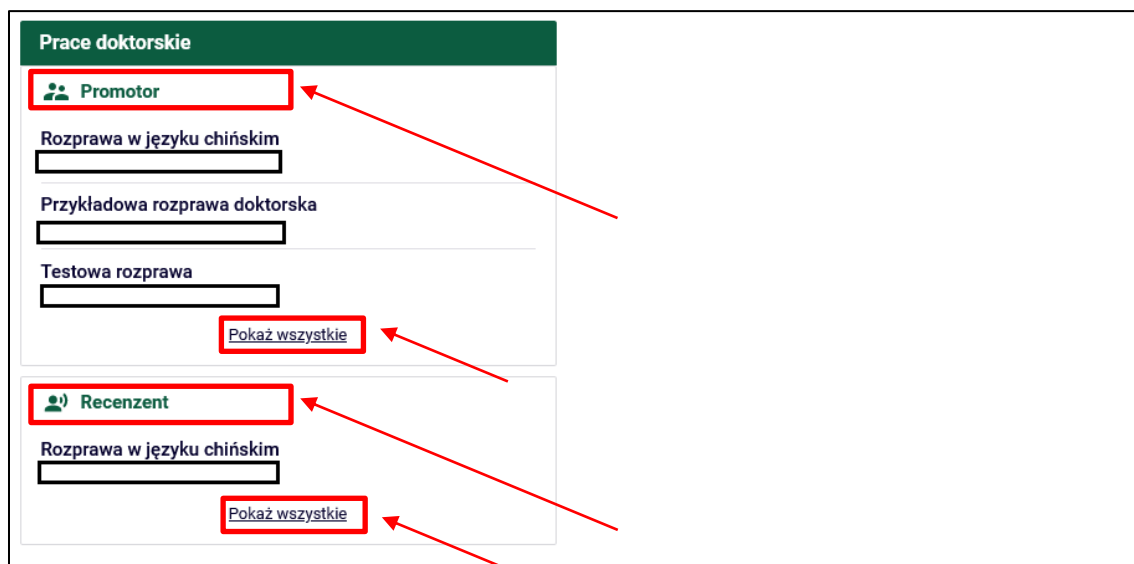 Prace doktorskie
Promotor
Rozprawa w języku chińskim
Przykładowa rozprawa doktorska
Testowa rozprawa
Pokaż wszystkie
Recenzent
Rozprawa w języku chińskim
Pokaż wszystkie